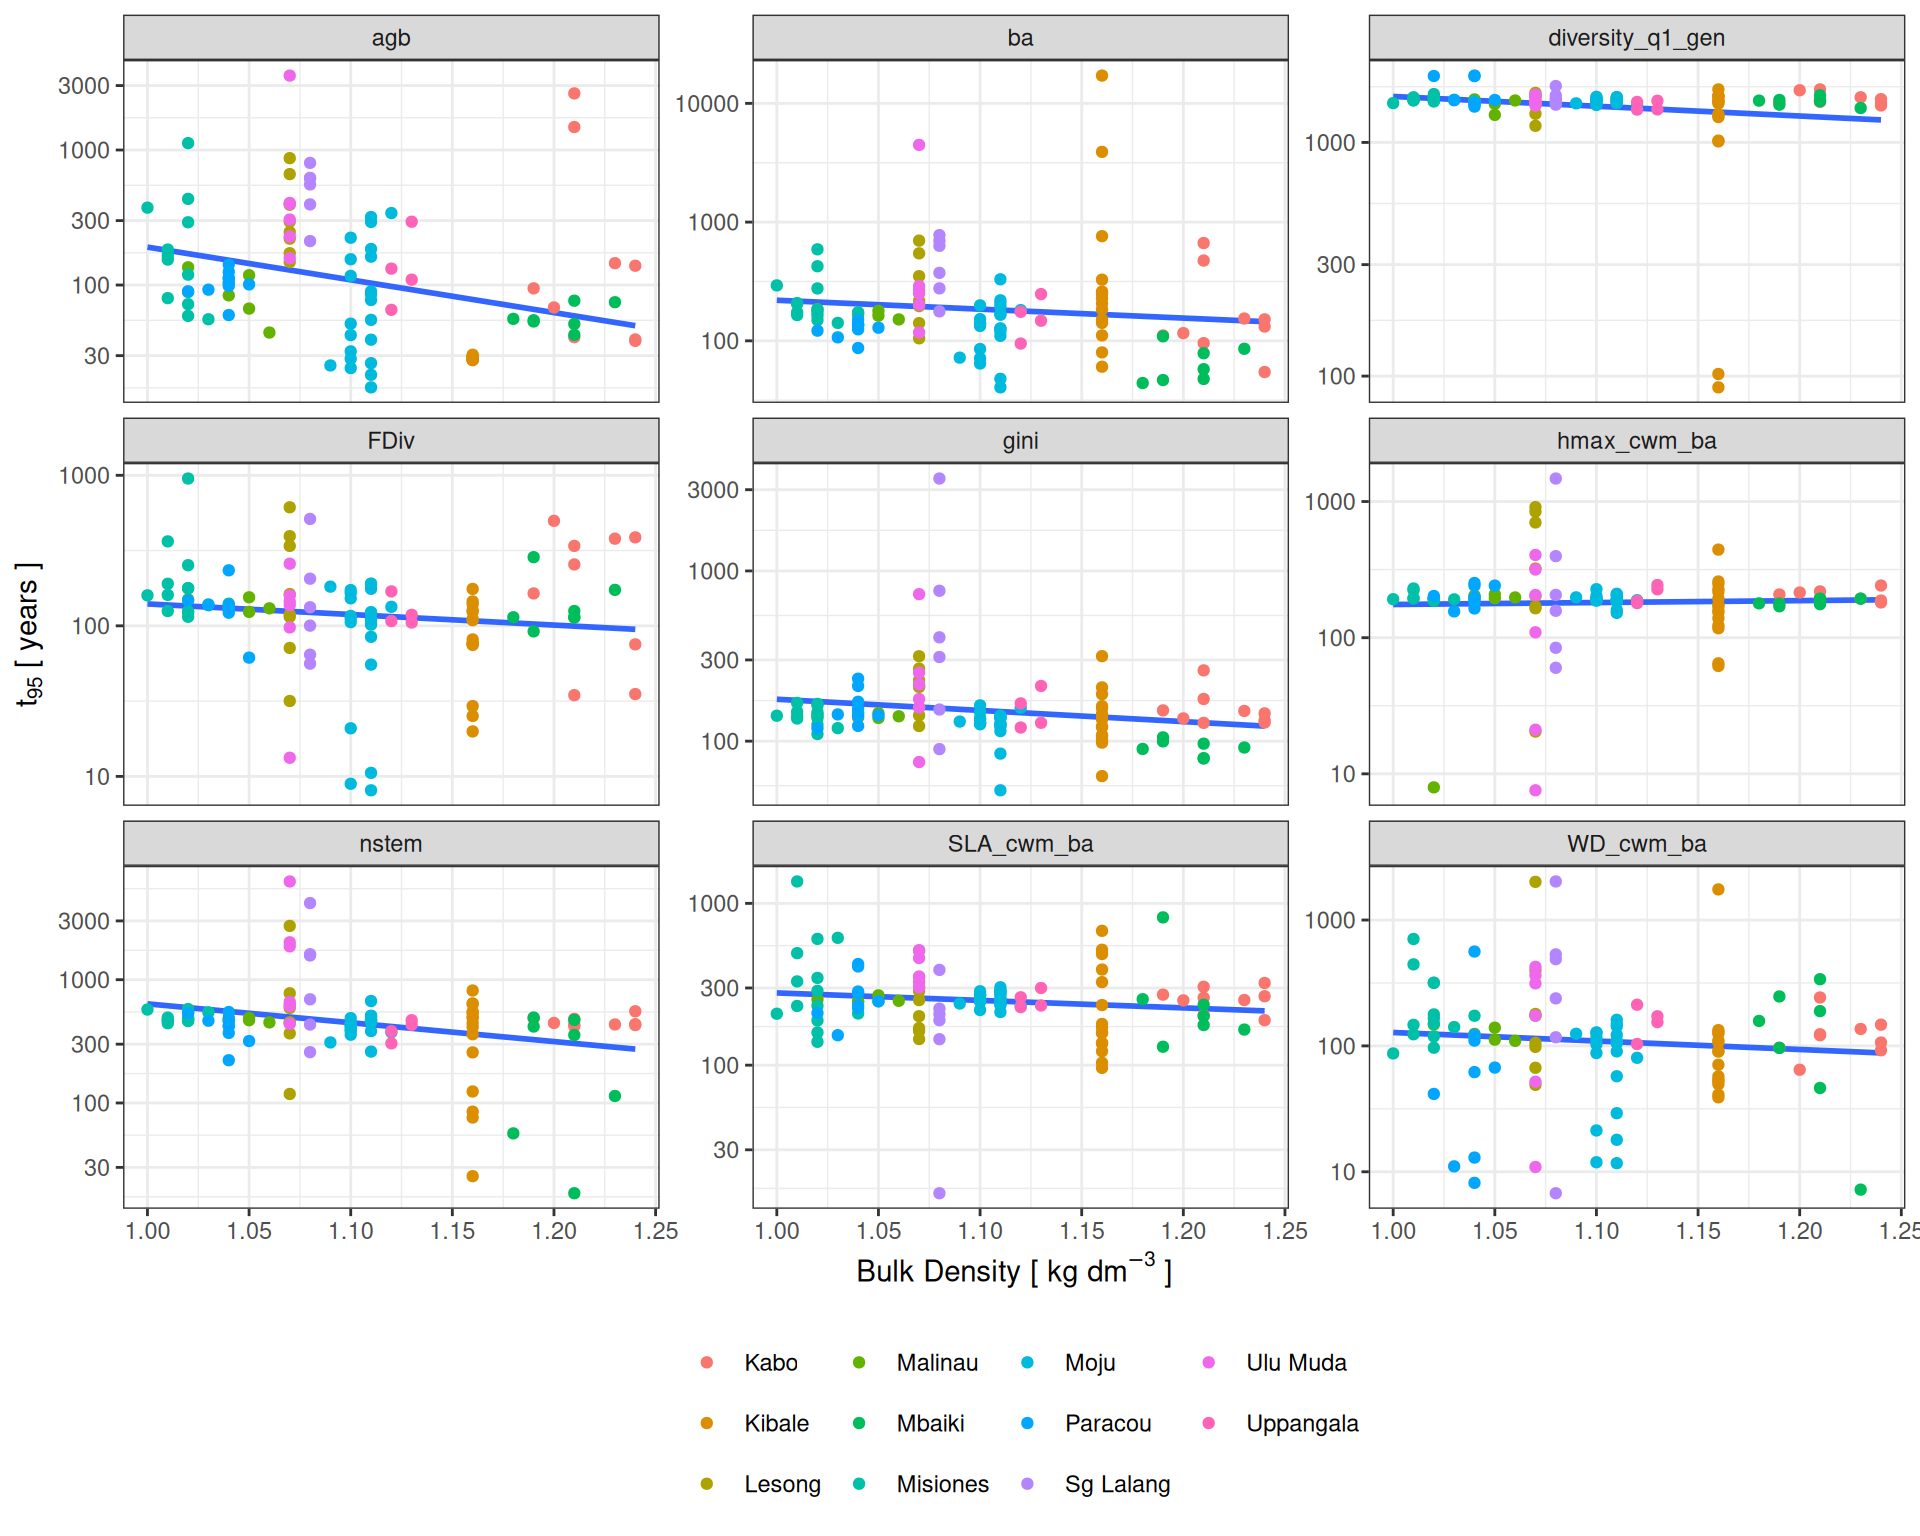 agb
ba
diversity_q1_gen
3000
1000
300
100
30
10000
1000
100
1000
300
100
FDiv
gini
hmax_cwm_ba
1000
100
10
3000
1000
300
100
1000
100
10
nstem
SLA_cwm_ba
WD_cwm_ba
3000
1000
300
100
30
1000
300
100
30
1000
100
10
t95 [ years ]
1.00 1.05 1.10 1.15 1.20 1.25
1.00 1.05 1.10 1.15 1.20 1.25
1.00 1.05 1.10 1.15 1.20 1.25
Bulk Density [ kg dm−3 ]
Kabo Malinau Moju Ulu Muda
Kibale Mbaiki Paracou Uppangala
Lesong Misiones Sg Lalang